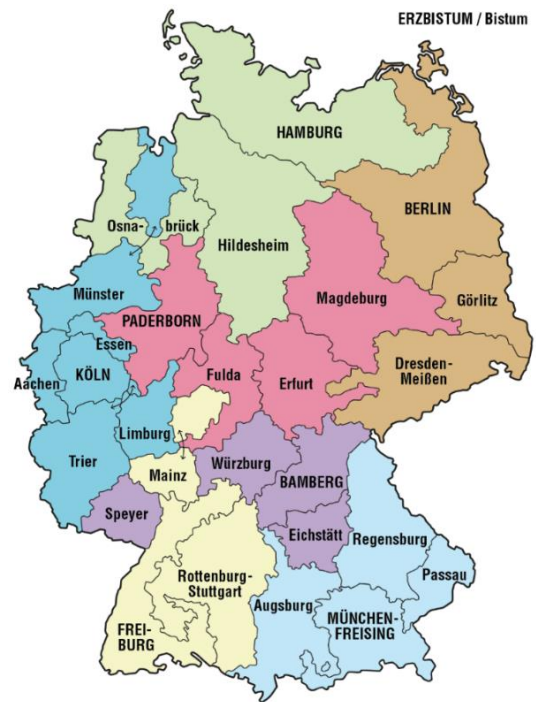 ERZBISTUM / Bistum
HAMBURG
BERLIN
Osna-
brück
Hildesheim
Münster
Magdeburg
Görlitz
PADERBORN
Essen
Aachen
KÖLN
Fulda
Erfurt
Dresden-
Meißen
Limburg
Trier
Mainz
Würzburg
BAMBERG
Speyer
Eichstätt
Regensburg
Rottenburg-
Stuttgart
Passau
Augsburg
MÜNCHEN-
FREISING
FREI-
BURG